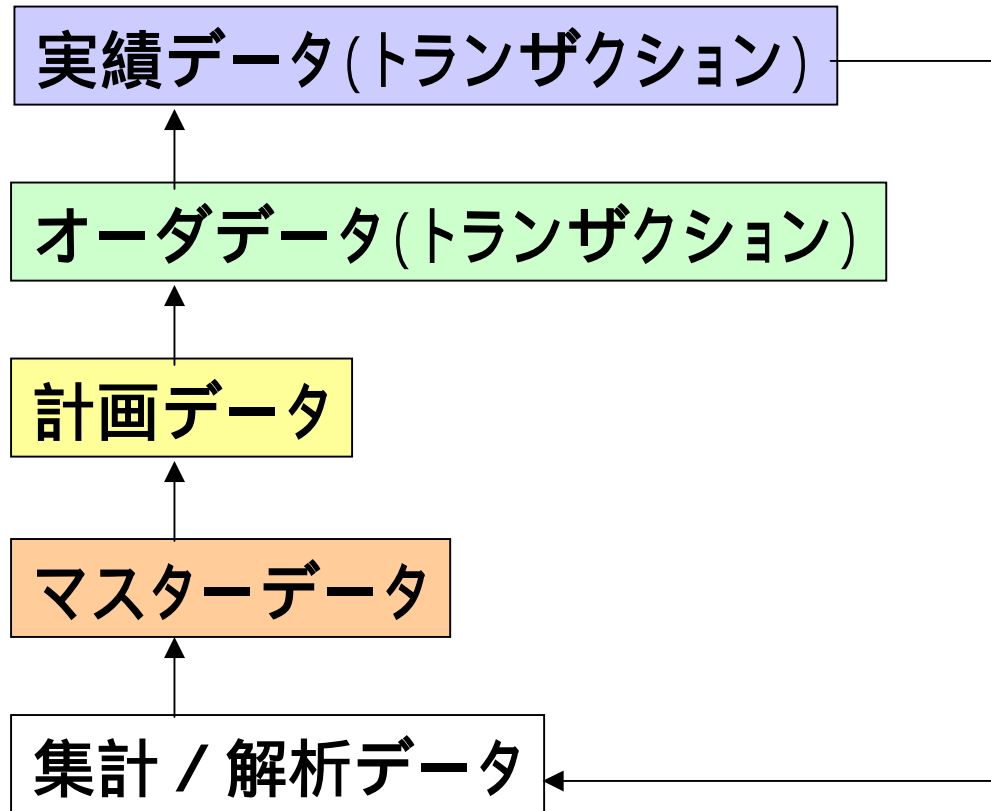 実績データ(トランザクション)
オーダデータ(トランザクション)
計画データ
マスターデータ
集計／解析データ